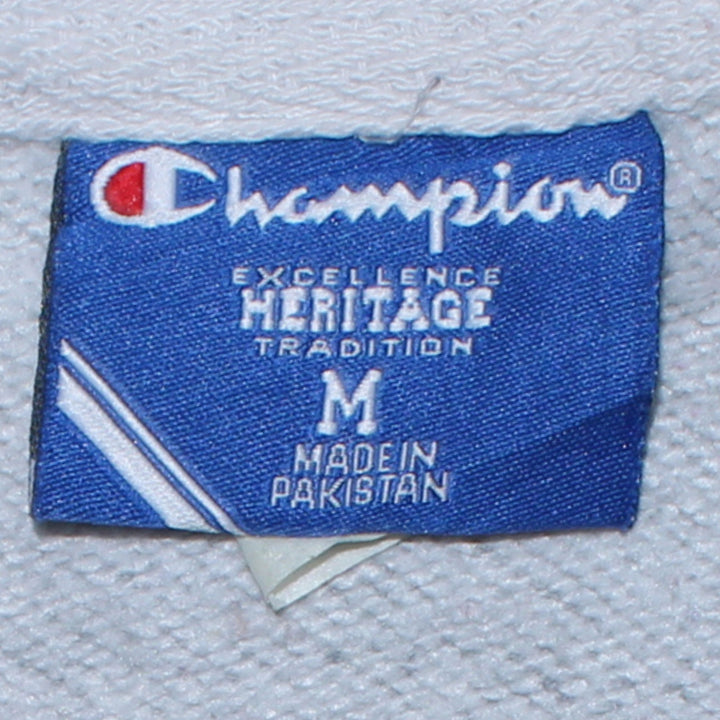 Champion®
EXCELLENCE
HERITAGE
TRADITION
M
MADE IN
PAKISTAN